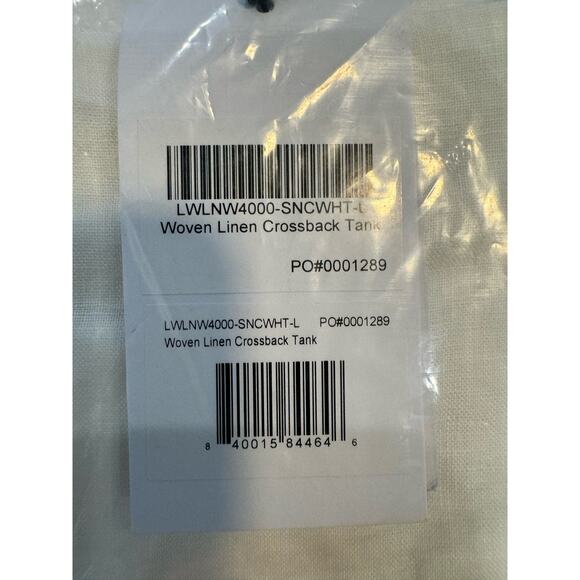 LWLNW4000-SNCWHT-L
Woven Linen Crossback Tank
PO#0001289
LWLNW4000-SNCWHT-L PO#0001289
Woven Linen Crossback Tank
8 40015 84464 6